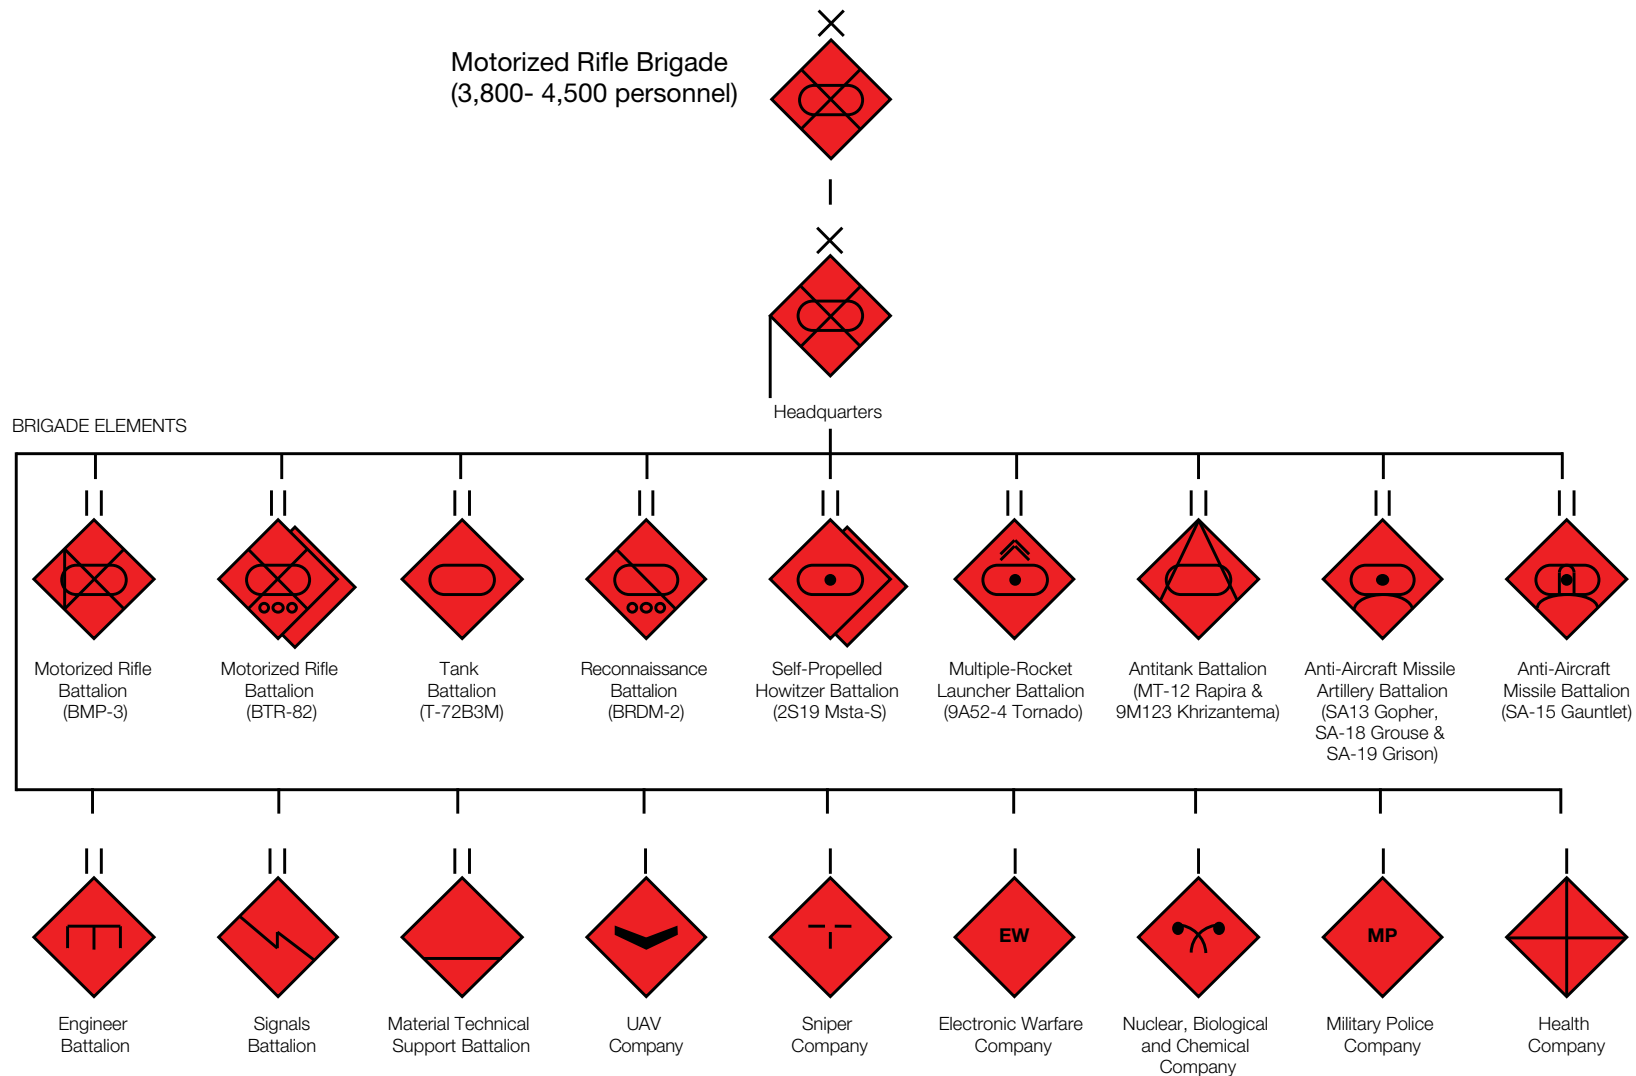 Motorized Rifle Brigade
(3,800- 4,500 personnel)
Headquarters
BRIGADE ELEMENTS
Motorized Rifle
Battalion
(BMP-3)
Motorized Rifle
Battalion
(BTR-82)
Tank
Battalion
(T-72B3M)
Reconnaissance
Battalion
(BRDM-2)
Self-Propelled
Howitzer Battalion
(2S19 Msta-S)
Multiple-Rocket
Launcher Battalion
(9A52-4 Tornado)
Antitank Battalion
(MT-12 Rapira &
9M123 Khrizantema)
Anti-Aircraft Missile
Artillery Battalion
(SA13 Gopher,
SA-18 Grouse &
SA-19 Grison)
Anti-Aircraft
Missile Battalion
(SA-15 Gauntlet)
Engineer
Battalion
Signals
Battalion
Material Technical
Support Battalion
UAV
Company
Sniper
Company
EW
Electronic Warfare
Company
Nuclear, Biological
and Chemical
Company
MP
Military Police
Company
Health
Company